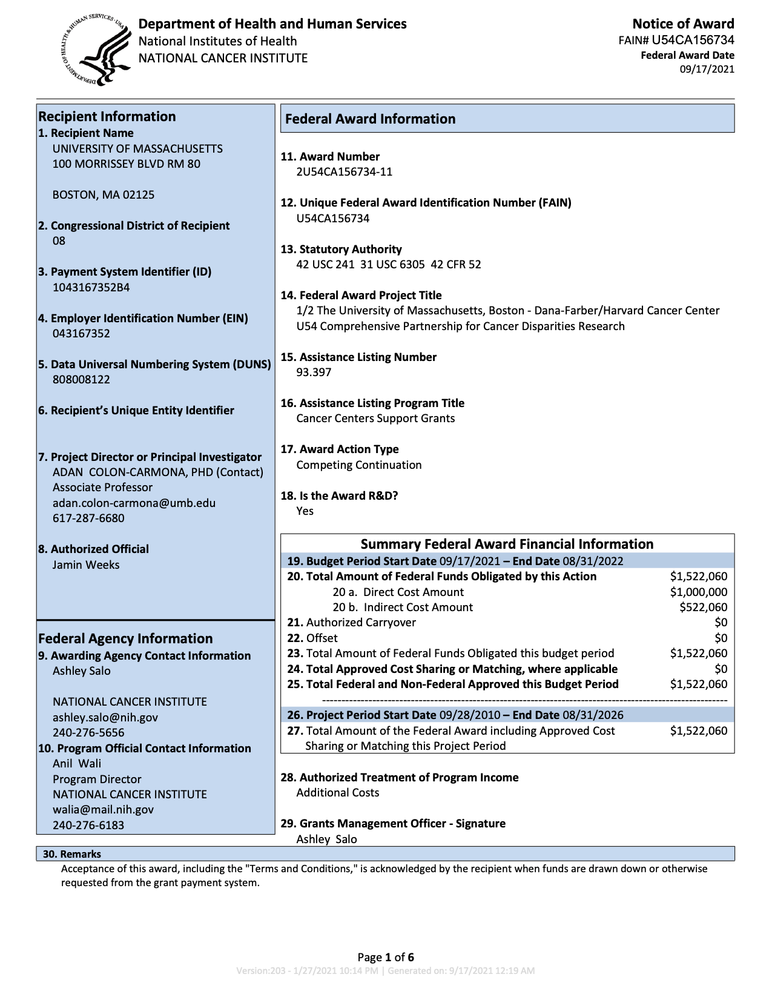 DEPARTMENT OF HEALTH & HUMAN SERVICES · USA
Department of Health and Human Services
National Institutes of Health
NATIONAL CANCER INSTITUTE
Notice of Award
FAIN# U54CA156734
Federal Award Date
09/17/2021
Recipient Information
1. Recipient Name
UNIVERSITY OF MASSACHUSETTS
100 MORRISSEY BLVD RM 80
BOSTON, MA 02125
2. Congressional District of Recipient
08
3. Payment System Identifier (ID)
1043167352B4
4. Employer Identification Number (EIN)
043167352
5. Data Universal Numbering System (DUNS)
808008122
6. Recipient’s Unique Entity Identifier
7. Project Director or Principal Investigator
ADAN  COLON-CARMONA, PHD (Contact)
Associate Professor
adan.colon-carmona@umb.edu
617-287-6680
8. Authorized Official
Jamin Weeks
Federal Agency Information
9. Awarding Agency Contact Information
Ashley Salo
NATIONAL CANCER INSTITUTE
ashley.salo@nih.gov
240-276-5656
10. Program Official Contact Information
Anil  Wali
Program Director
NATIONAL CANCER INSTITUTE
walia@mail.nih.gov
240-276-6183
Federal Award Information
11. Award Number
2U54CA156734-11
12. Unique Federal Award Identification Number (FAIN)
U54CA156734
13. Statutory Authority
42 USC 241  31 USC 6305  42 CFR 52
14. Federal Award Project Title
1/2 The University of Massachusetts, Boston - Dana-Farber/Harvard Cancer Center
U54 Comprehensive Partnership for Cancer Disparities Research
15. Assistance Listing Number
93.397
16. Assistance Listing Program Title
Cancer Centers Support Grants
17. Award Action Type
Competing Continuation
18. Is the Award R&D?
Yes
Summary Federal Award Financial Information
19. Budget Period Start Date 09/17/2021 – End Date 08/31/2022
20. Total Amount of Federal Funds Obligated by this Action $1,522,060
20 a.  Direct Cost Amount $1,000,000
20 b.  Indirect Cost Amount $522,060
21. Authorized Carryover $0
22. Offset $0
23. Total Amount of Federal Funds Obligated this budget period $1,522,060
24. Total Approved Cost Sharing or Matching, where applicable $0
25. Total Federal and Non-Federal Approved this Budget Period $1,522,060
---------------------------------------------------------------------------------------------------------
26. Project Period Start Date 09/28/2010 – End Date 08/31/2026
27. Total Amount of the Federal Award including Approved Cost $1,522,060
Sharing or Matching this Project Period
28. Authorized Treatment of Program Income
Additional Costs
29. Grants Management Officer - Signature
Ashley  Salo
30. Remarks
Acceptance of this award, including the "Terms and Conditions," is acknowledged by the recipient when funds are drawn down or otherwise
requested from the grant payment system.
Page 1 of 6
Version:203 - 1/27/2021 10:14 PM | Generated on: 9/17/2021 12:19 AM